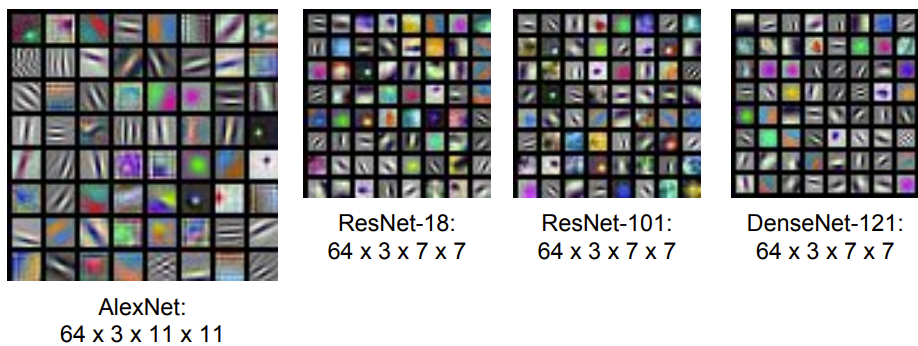 ResNet-18:
64 x 3 x 7 x 7
ResNet-101:
64 x 3 x 7 x 7
DenseNet-121:
64 x 3 x 7 x 7
AlexNet:
64 x 3 x 11 x 11